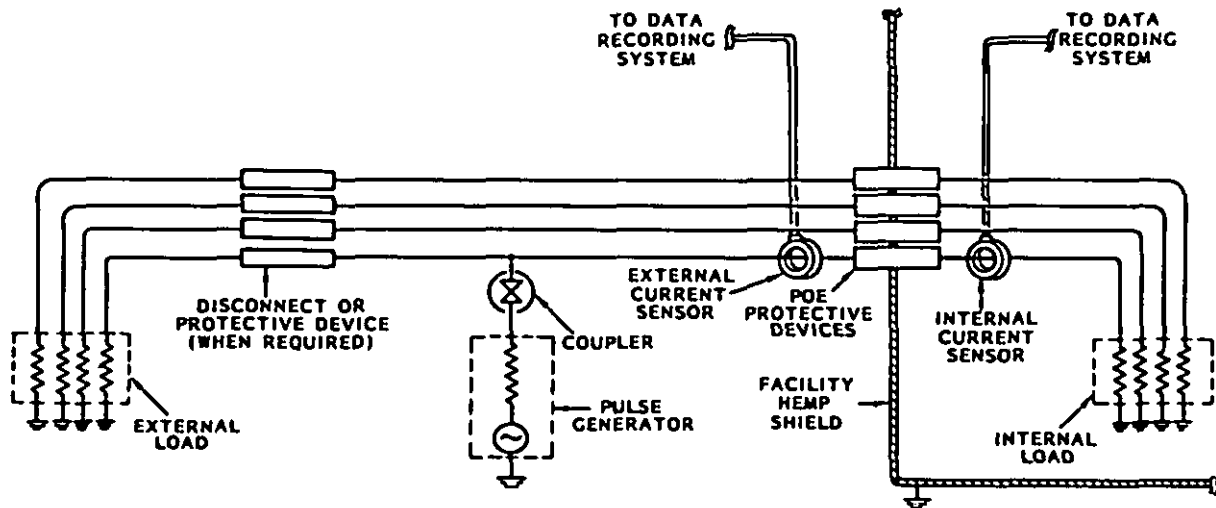 TO DATA
RECORDING
SYSTEM
TO DATA
RECORDING
SYSTEM
DISCONNECT OR
PROTECTIVE DEVICE
(WHEN REQUIRED)
EXTERNAL
CURRENT
SENSOR
POE
PROTECTIVE
DEVICES
INTERNAL
CURRENT
SENSOR
COUPLER
EXTERNAL
LOAD
PULSE
GENERATOR
FACILITY
HEMP
SHIELD
INTERNAL
LOAD